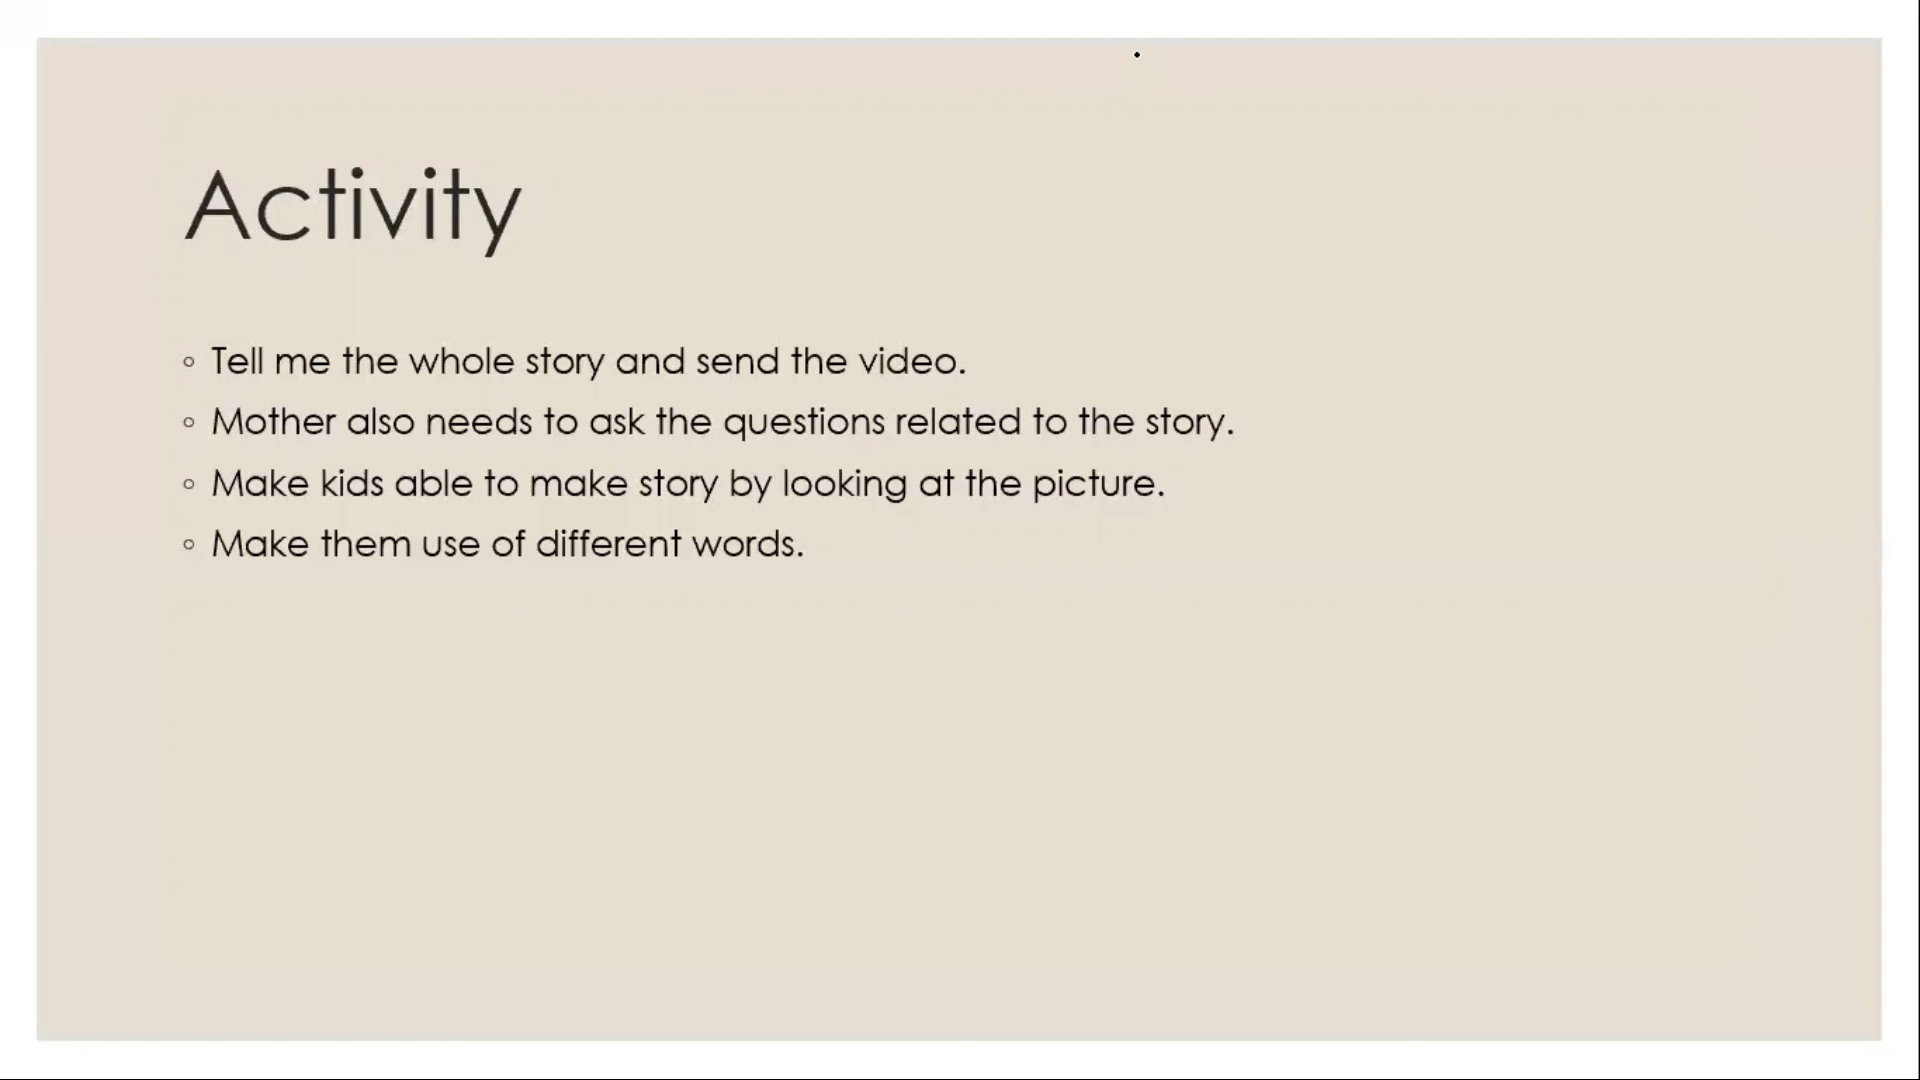 Activity
Tell me the whole story and send the video.
Mother also needs to ask the questions related to the story.
Make kids able to make story by looking at the picture.
Make them use of different words.